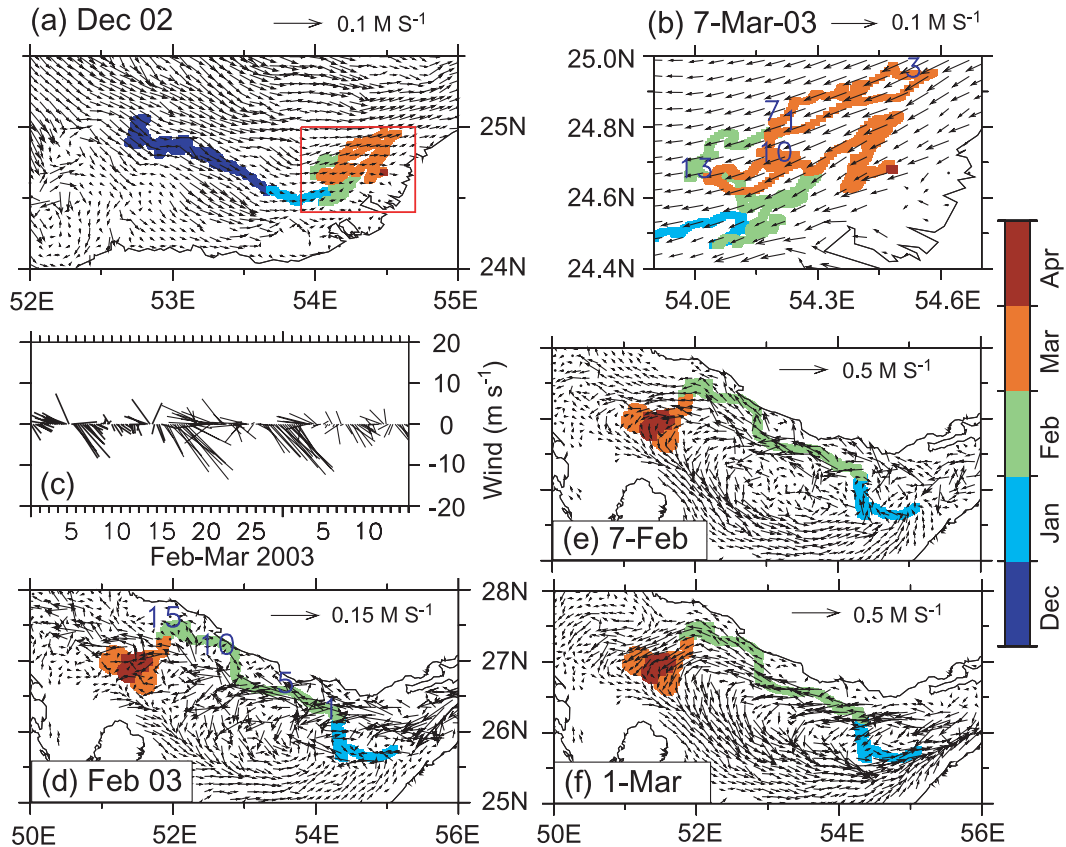 (a) Dec 02
0.1 M S⁻¹
(b) 7-Mar-03
0.1 M S⁻¹
25N
24N
52E 53E 54E 55E
25.0N
24.8N
24.6N
24.4N
54.0E 54.3E 54.6E
3
7 1
10
13
20
10
0
-10
-20
Wind (m s⁻¹)
(c)
5 10 15 20 25 5 10
Feb-Mar 2003
0.5 M S⁻¹
(e) 7-Feb
Apr
Mar
Feb
Jan
Dec
28N
27N
26N
25N
0.15 M S⁻¹
15
10
5
1
(d) Feb 03
50E 52E 54E 56E
0.5 M S⁻¹
(f) 1-Mar
50E 52E 54E 56E